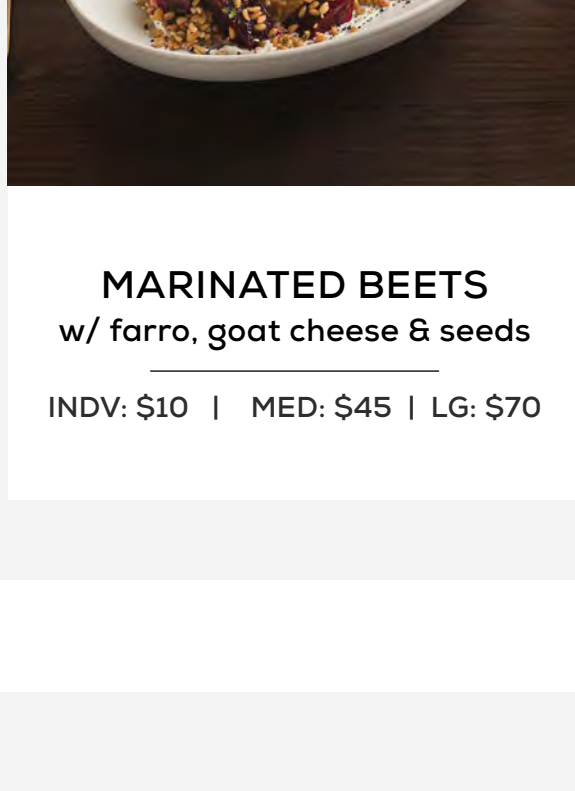 MARINATED BEETS
w/ farro, goat cheese & seeds
INDV: $10 | MED: $45 | LG: $70